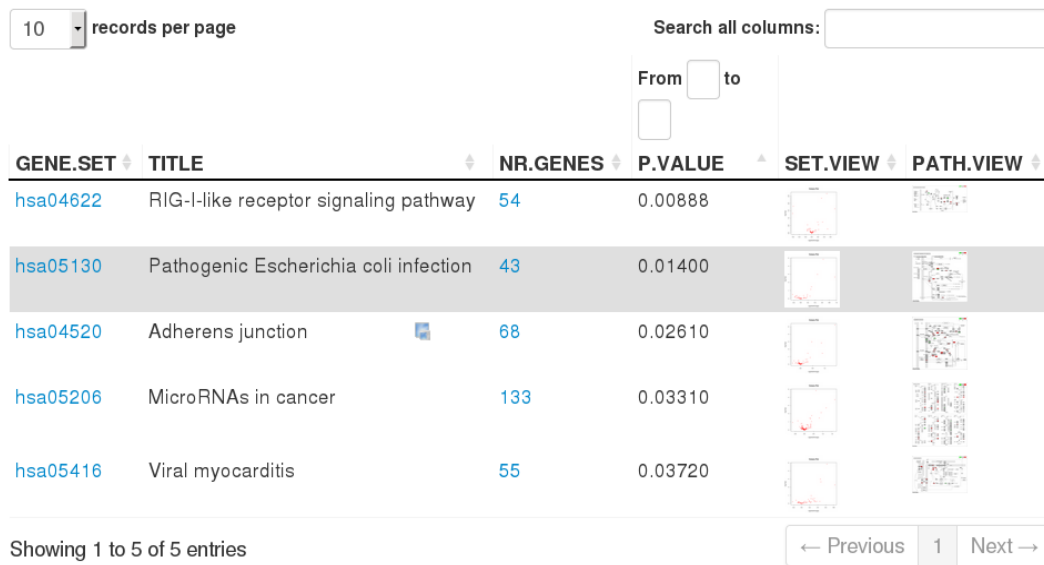 10 records per page Search all columns:
From to
GENE.SET TITLE NR.GENES P.VALUE SET.VIEW PATH.VIEW
hsa04622 RIG-I-like receptor signaling pathway 54 0.00888
hsa05130 Pathogenic Escherichia coli infection 43 0.01400
hsa04520 Adherens junction 68 0.02610
hsa05206 MicroRNAs in cancer 133 0.03310
hsa05416 Viral myocarditis 55 0.03720
Showing 1 to 5 of 5 entries ← Previous 1 Next →